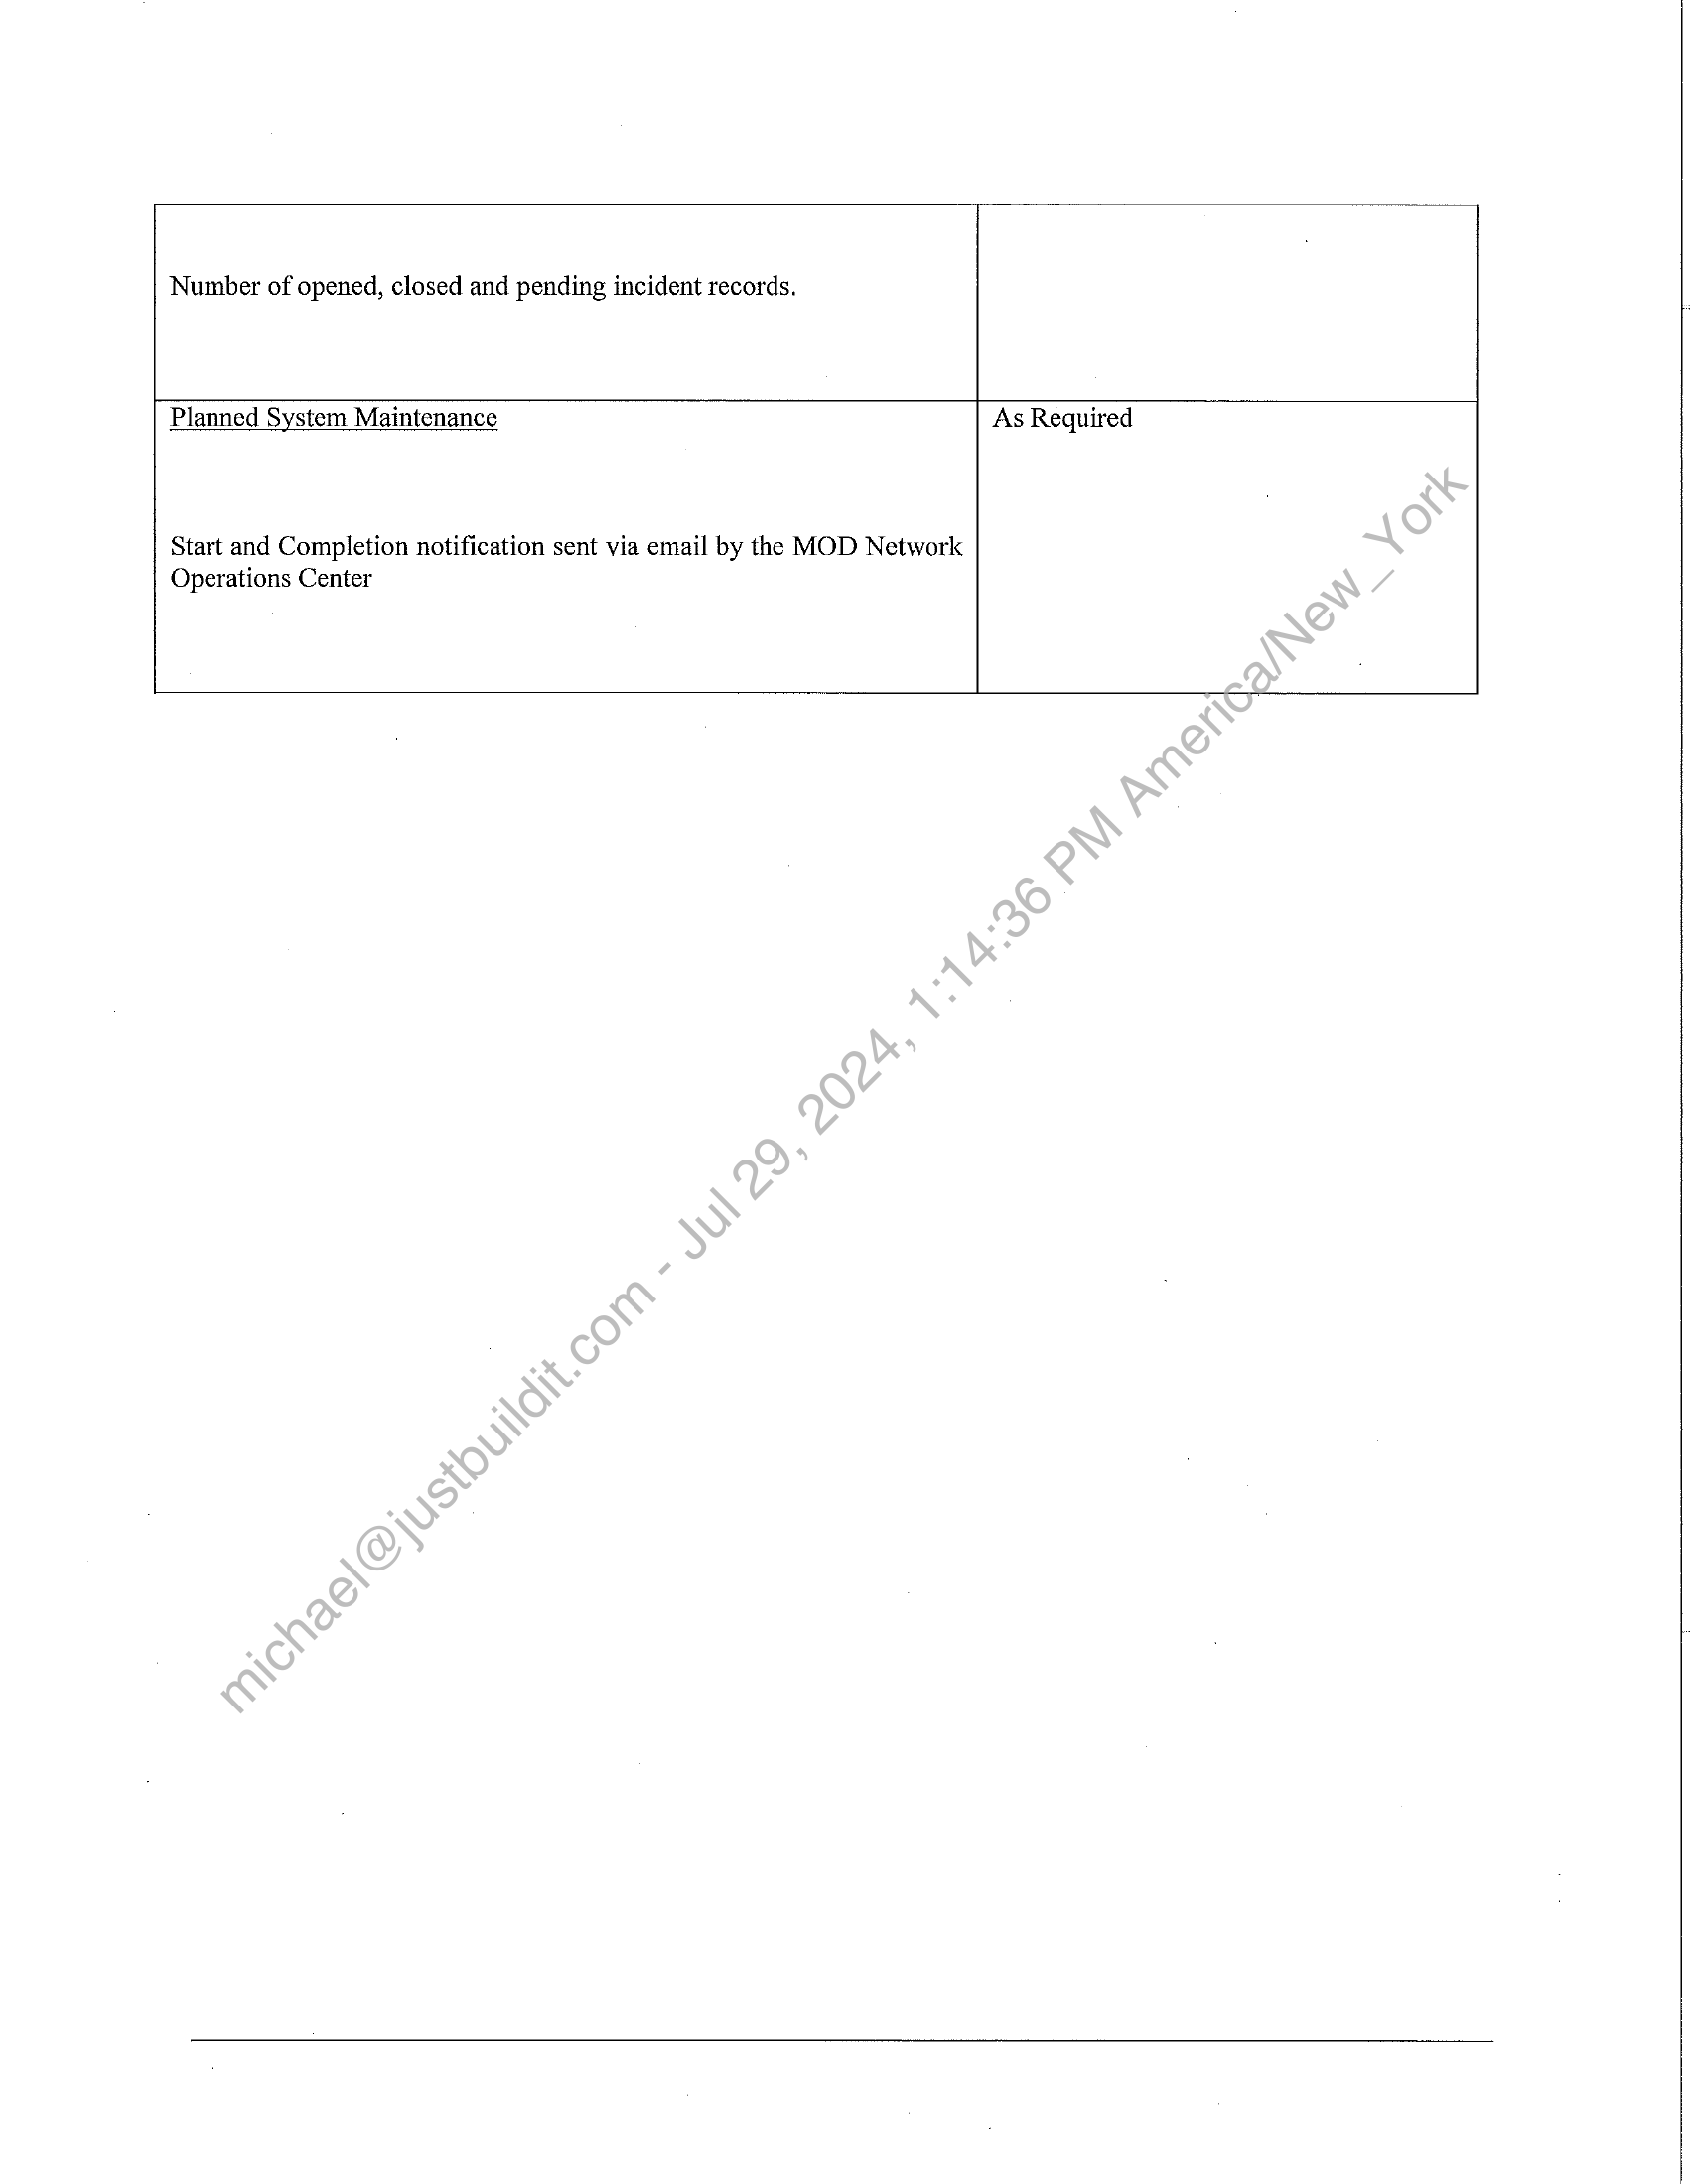 Number of opened, closed and pending incident records.
Planned System Maintenance
As Required
Start and Completion notification sent via email by the MOD Network
Operations Center
michael@justbuildit.com - Jul 29, 2024, 1:14:36 PM America/New_York